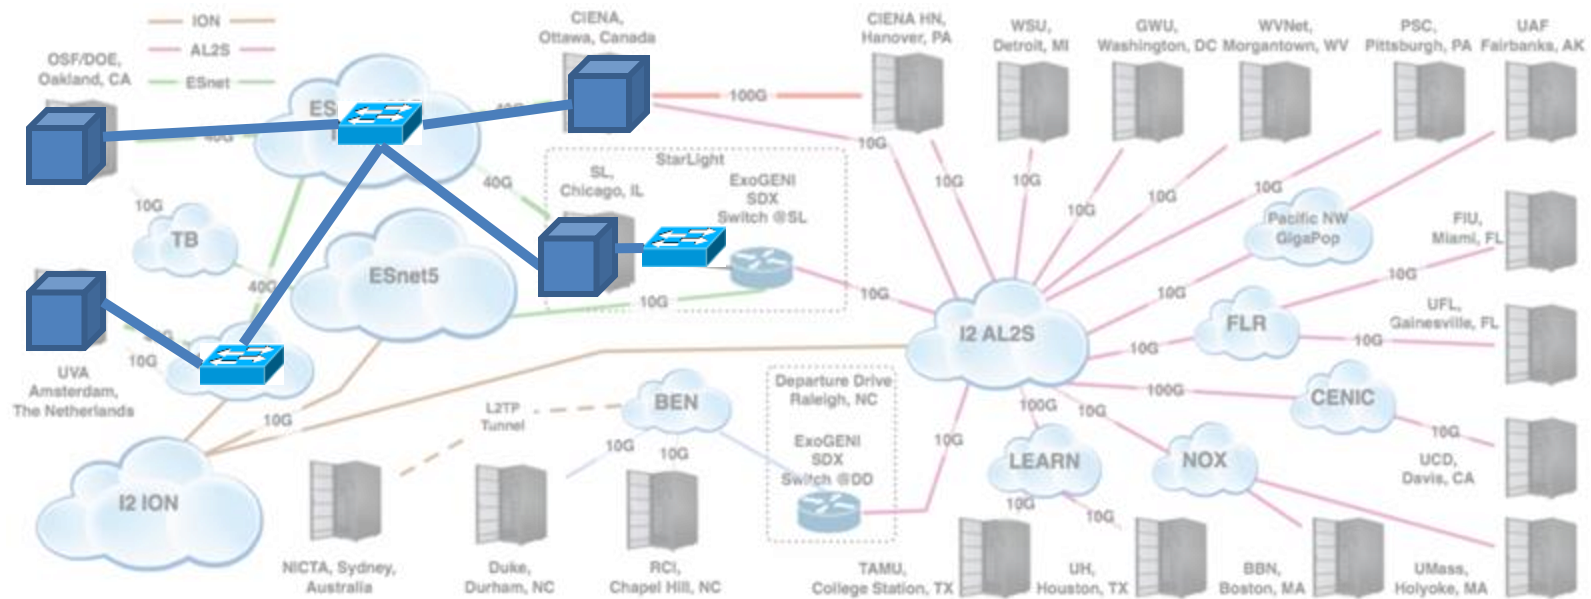 ION
AL2S
ESnet
OSF/DOE,
Oakland, CA
CIENA,
Ottawa, Canada
CIENA HN,
Hanover, PA
WSU,
Detroit, MI
GWU,
Washington, DC
WVNet,
Morgantown, WV
PSC,
Pittsburgh, PA
UAF
Fairbanks, AK
ES
40G
40G
100G
10G
StarLight
SL,
Chicago, IL
ExoGENI
SDX
Switch @SL
40G
10G
10G
10G
10G
10G
10G
TB
10G
Pacific NW
GigaPop
FIU,
Miami, FL
40G
ESnet5
10G
10G
10G
10G
UFL,
Gainesville, FL
I2 AL2S
FLR
10G
10G
10G
UVA
Amsterdam,
The Netherlands
Departure Drive
Raleigh, NC
100G
CENIC
10G
L2TP
Tunnel
BEN
100G
10G
10G
10G
10G
10G
ExoGENI
SDX
Switch @DD
LEARN
NOX
UCD,
Davis, CA
I2 ION
10G
10G
NICTA, Sydney,
Australia
Duke,
Durham, NC
RCI,
Chapel Hill, NC
TAMU,
College Station, TX
UH,
Houston, TX
BBN,
Boston, MA
UMass,
Holyoke, MA